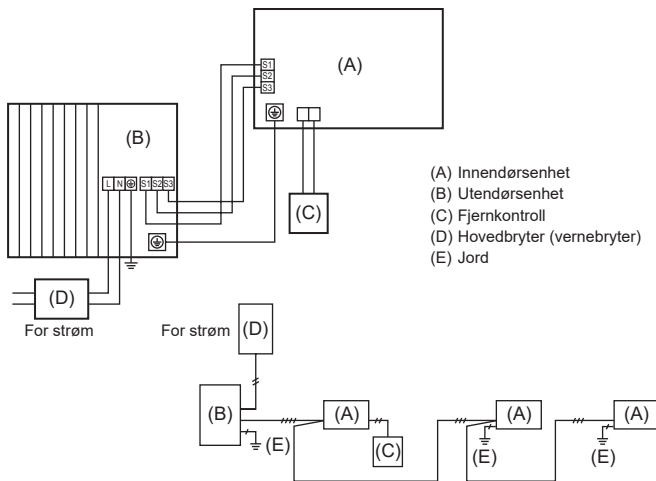 (A)
S1
S2
S3
(B)
L N S1 S2 S3
(C)
(D)
For strøm
(A) Innendørsenhet
(B) Utendørsenhet
(C) Fjernkontroll
(D) Hovedbryter (vernebryter)
(E) Jord
For strøm (D)
(B) (A) (A) (A)
(E) (C) (E) (E)